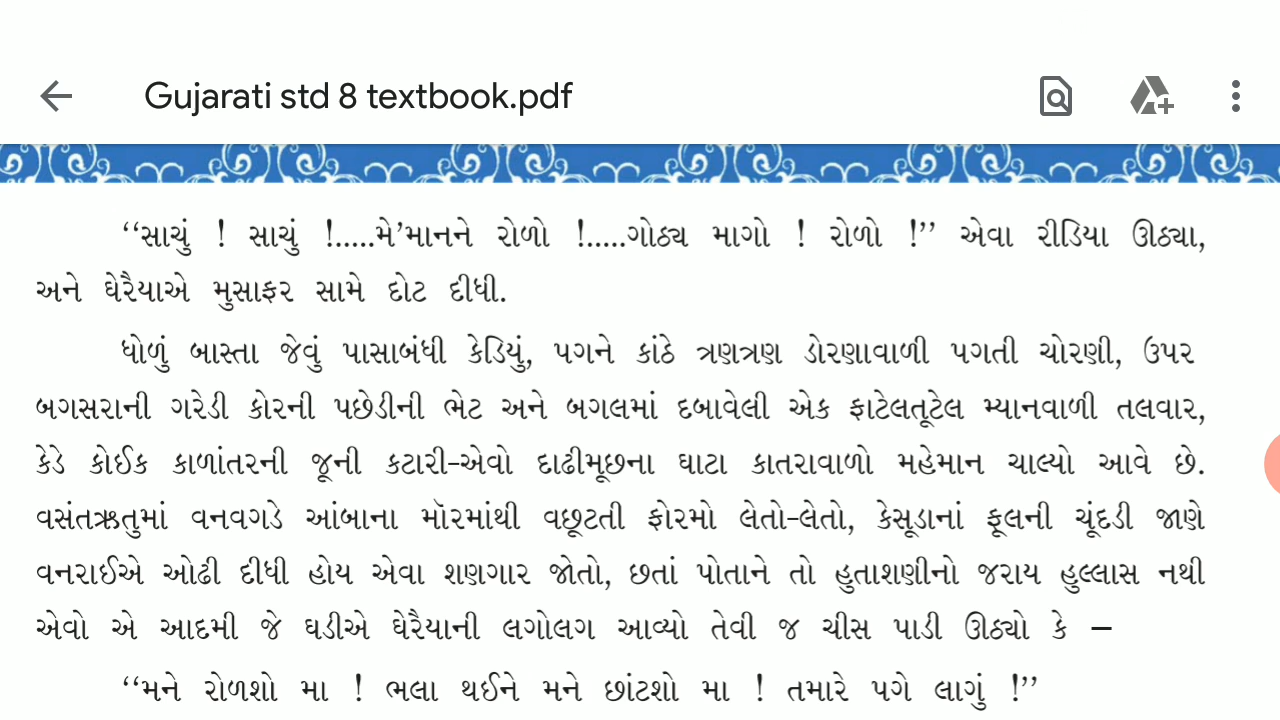 Gujarati std 8 textbook.pdf
‘‘સાચું ! સાચું !.....મે’માનને રોળો !.....ગોઠ્ય માગો ! રોળો !’’ એવા રીડિયા ઊઠ્યા,
અને ઘેરૈયાએ મુસાફર સામે દોટ દીધી.
ધોળું બાસ્તા જેવું પાસાબંધી કેડિયું, પગને કાંઠે ત્રણત્રણ ડોરણાવાળી પગતી ચોરણી, ઉપર
બગસરાની ગરેડી કોરની પછેડીની ભેટ અને બગલમાં દબાવેલી એક ફાટેલતૂટેલ મ્યાનવાળી તલવાર,
કેડે કોઈક કાળાંતરની જૂની કટારી-એવો દાઢીમૂછના ઘાટા કાતરાવાળો મહેમાન ચાલ્યો આવે છે.
વસંતઋતુમાં વનવગડે આંબાના મૉરમાંથી વછૂટતી ફોરમો લેતો-લેતો, કેસૂડાનાં ફૂલની ચૂંદડી જાણે
વનરાઈએ ઓઢી દીધી હોય એવા શણગાર જોતો, છતાં પોતાને તો હુતાશણીનો જરાય હુલ્લાસ નથી
એવો એ આદમી જે ઘડીએ ઘેરૈયાની લગોલગ આવ્યો તેવી જ ચીસ પાડી ઊઠ્યો કે –
‘‘મને રોળશો મા ! ભલા થઈને મને છાંટશો મા ! તમારે પગે લાગું !’’